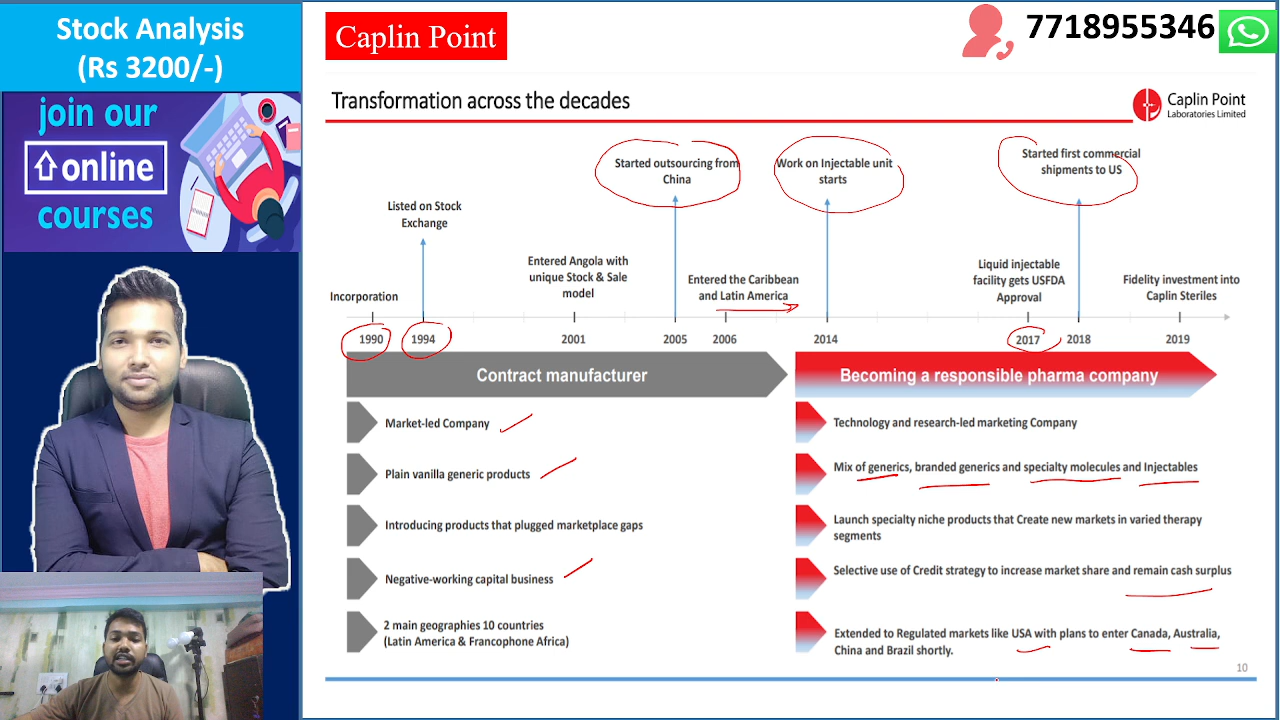 Stock Analysis
(Rs 3200/-)
join our
online
courses
Caplin Point
7718955346
Transformation across the decades
Caplin Point
Laboratories Limited
Started outsourcing from
China
Work on Injectable unit
starts
Started first commercial
shipments to US
Listed on Stock
Exchange
Entered Angola with
unique Stock & Sale
model
Entered the Caribbean
and Latin America
Liquid injectable
facility gets USFDA
Approval
Fidelity investment into
Caplin Steriles
Incorporation
1990 1994 2001 2005 2006 2014 2017 2018 2019
Contract manufacturer
Market-led Company
Plain vanilla generic products
Introducing products that plugged marketplace gaps
Negative-working capital business
2 main geographies 10 countries
(Latin America & Francophone Africa)
Becoming a responsible pharma company
Technology and research-led marketing Company
Mix of generics, branded generics and specialty molecules and Injectables
Launch specialty niche products that Create new markets in varied therapy
segments
Selective use of Credit strategy to increase market share and remain cash surplus
Extended to Regulated markets like USA with plans to enter Canada, Australia,
China and Brazil shortly.
10